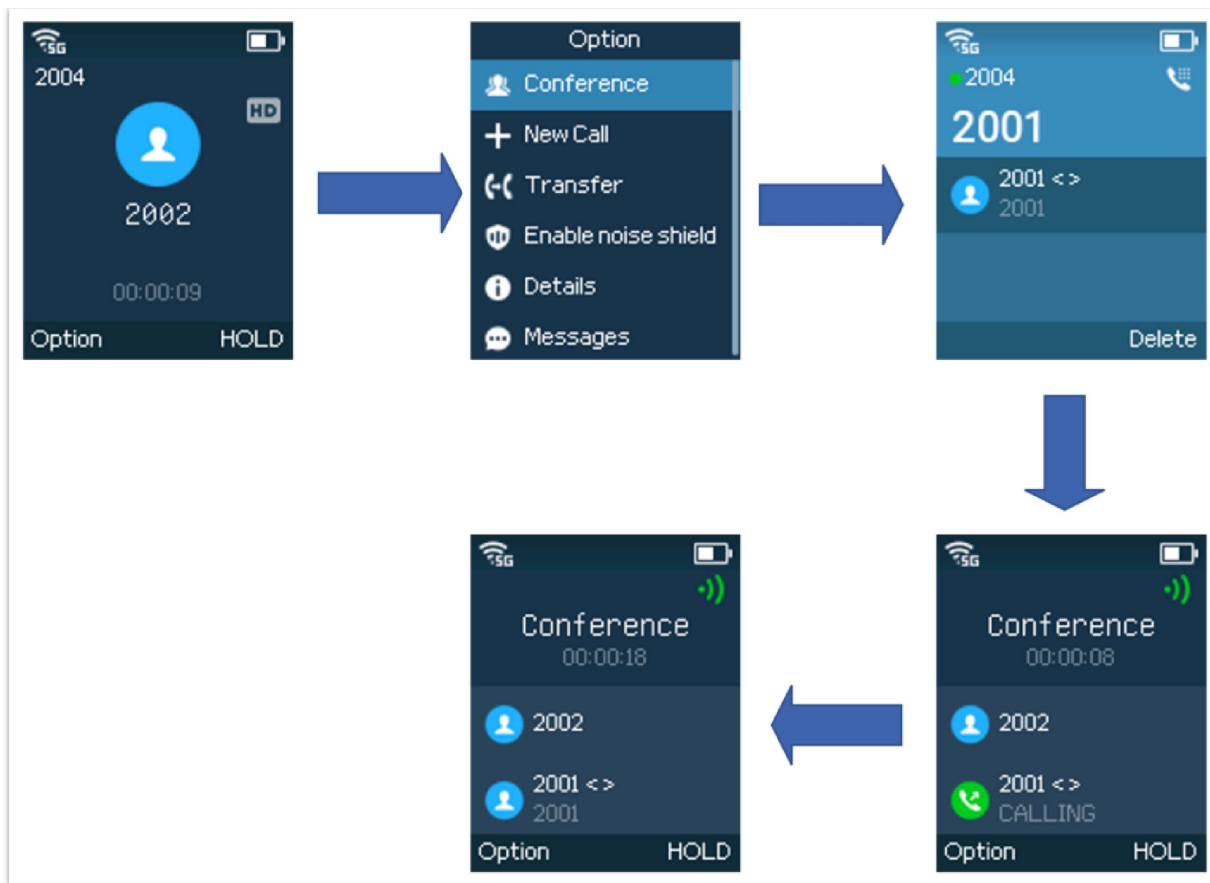 5G
2004
HD
2002
00:00:09
Option HOLD
Option
Conference
New Call
Transfer
Enable noise shield
Details
Messages
5G
2004
2001
2001 <>
2001
Delete
5G
Conference
00:00:08
2002
2001 <>
CALLING
Option HOLD
5G
Conference
00:00:18
2002
2001 <>
2001
Option HOLD